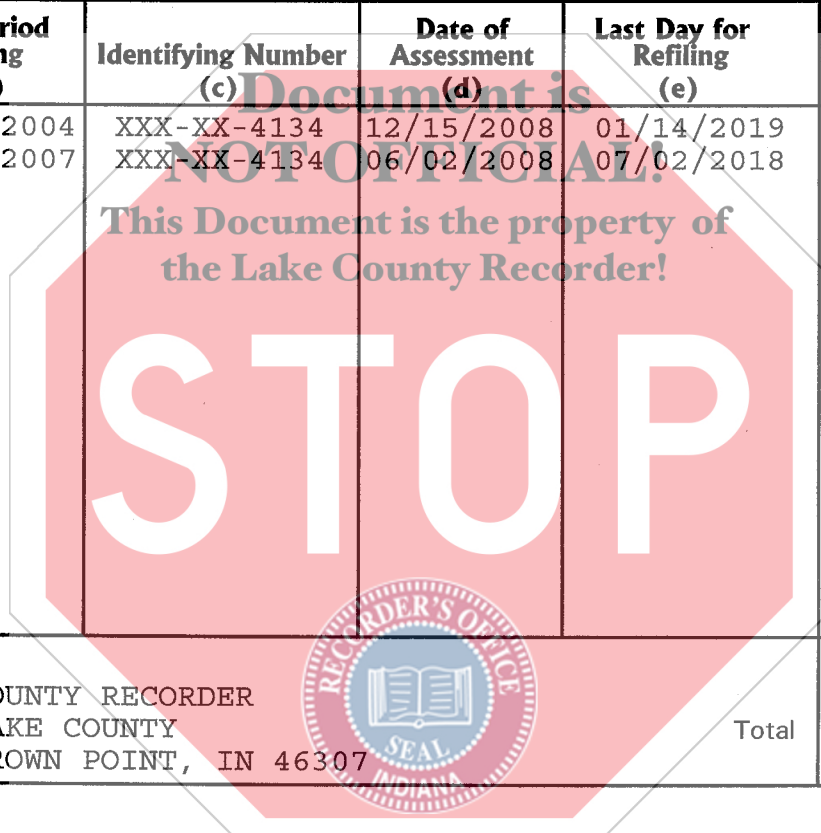 riod
ng
)
Identifying Number
(c)
Date of
Assessment
(d)
Last Day for
Refiling
(e)
2004 XXX-XX-4134 12/15/2008 01/14/2019
2007 XXX-XX-4134 06/02/2008 07/02/2018
Document is
NOT OFFICIAL!
This Document is the property of
the Lake County Recorder!
STOP
RECORDER'S OFFICE
SEAL
INDIANA
OUNTY RECORDER
AKE COUNTY
ROWN POINT, IN 46307
Total